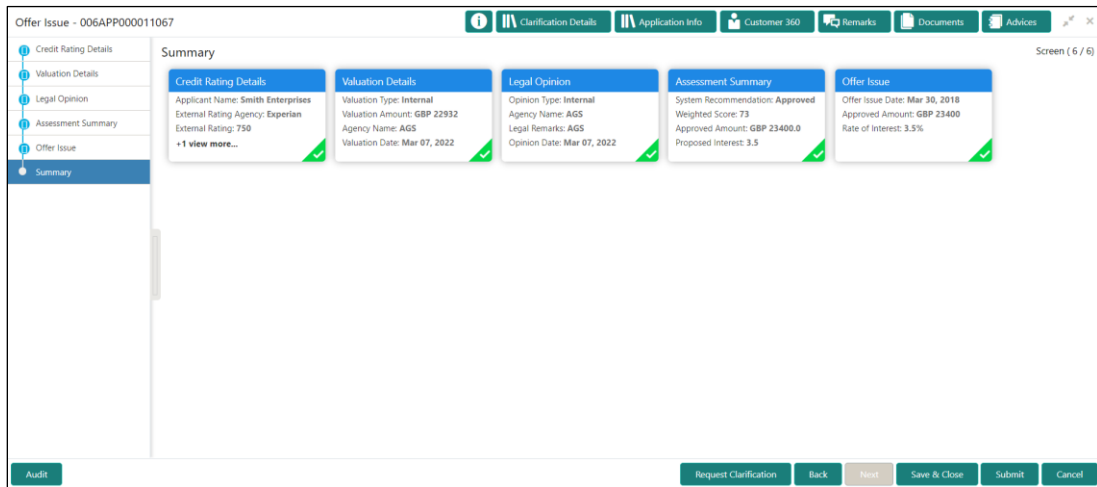 Offer Issue - 006APP000011067
Clarification Details
Application Info
Customer 360
Remarks
Documents
Advices
Credit Rating Details
Valuation Details
Legal Opinion
Assessment Summary
Offer Issue
Summary
Summary
Screen ( 6 / 6)
Credit Rating Details
Applicant Name: Smith Enterprises
External Rating Agency: Experian
External Rating: 750
+1 view more...
Valuation Details
Valuation Type: Internal
Valuation Amount: GBP 22932
Agency Name: AGS
Valuation Date: Mar 07, 2022
Legal Opinion
Opinion Type: Internal
Agency Name: AGS
Legal Remarks: AGS
Opinion Date: Mar 07, 2022
Assessment Summary
System Recommendation: Approved
Weighted Score: 73
Approved Amount: GBP 23400.0
Proposed Interest: 3.5
Offer Issue
Offer Issue Date: Mar 30, 2018
Approved Amount: GBP 23400
Rate of Interest: 3.5%
Audit
Request Clarification
Back
Next
Save & Close
Submit
Cancel